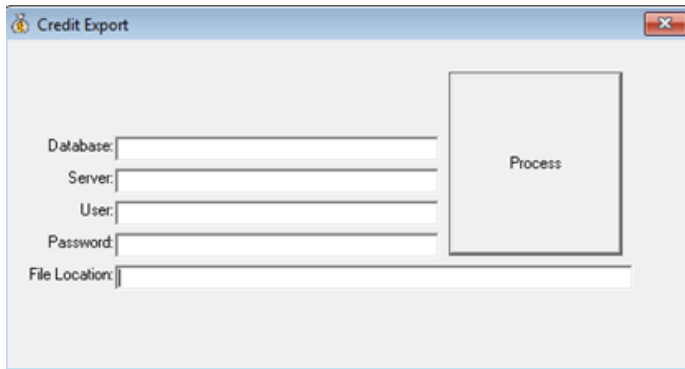 Credit Export
Database:
Server:
User:
Password:
File Location:
Process